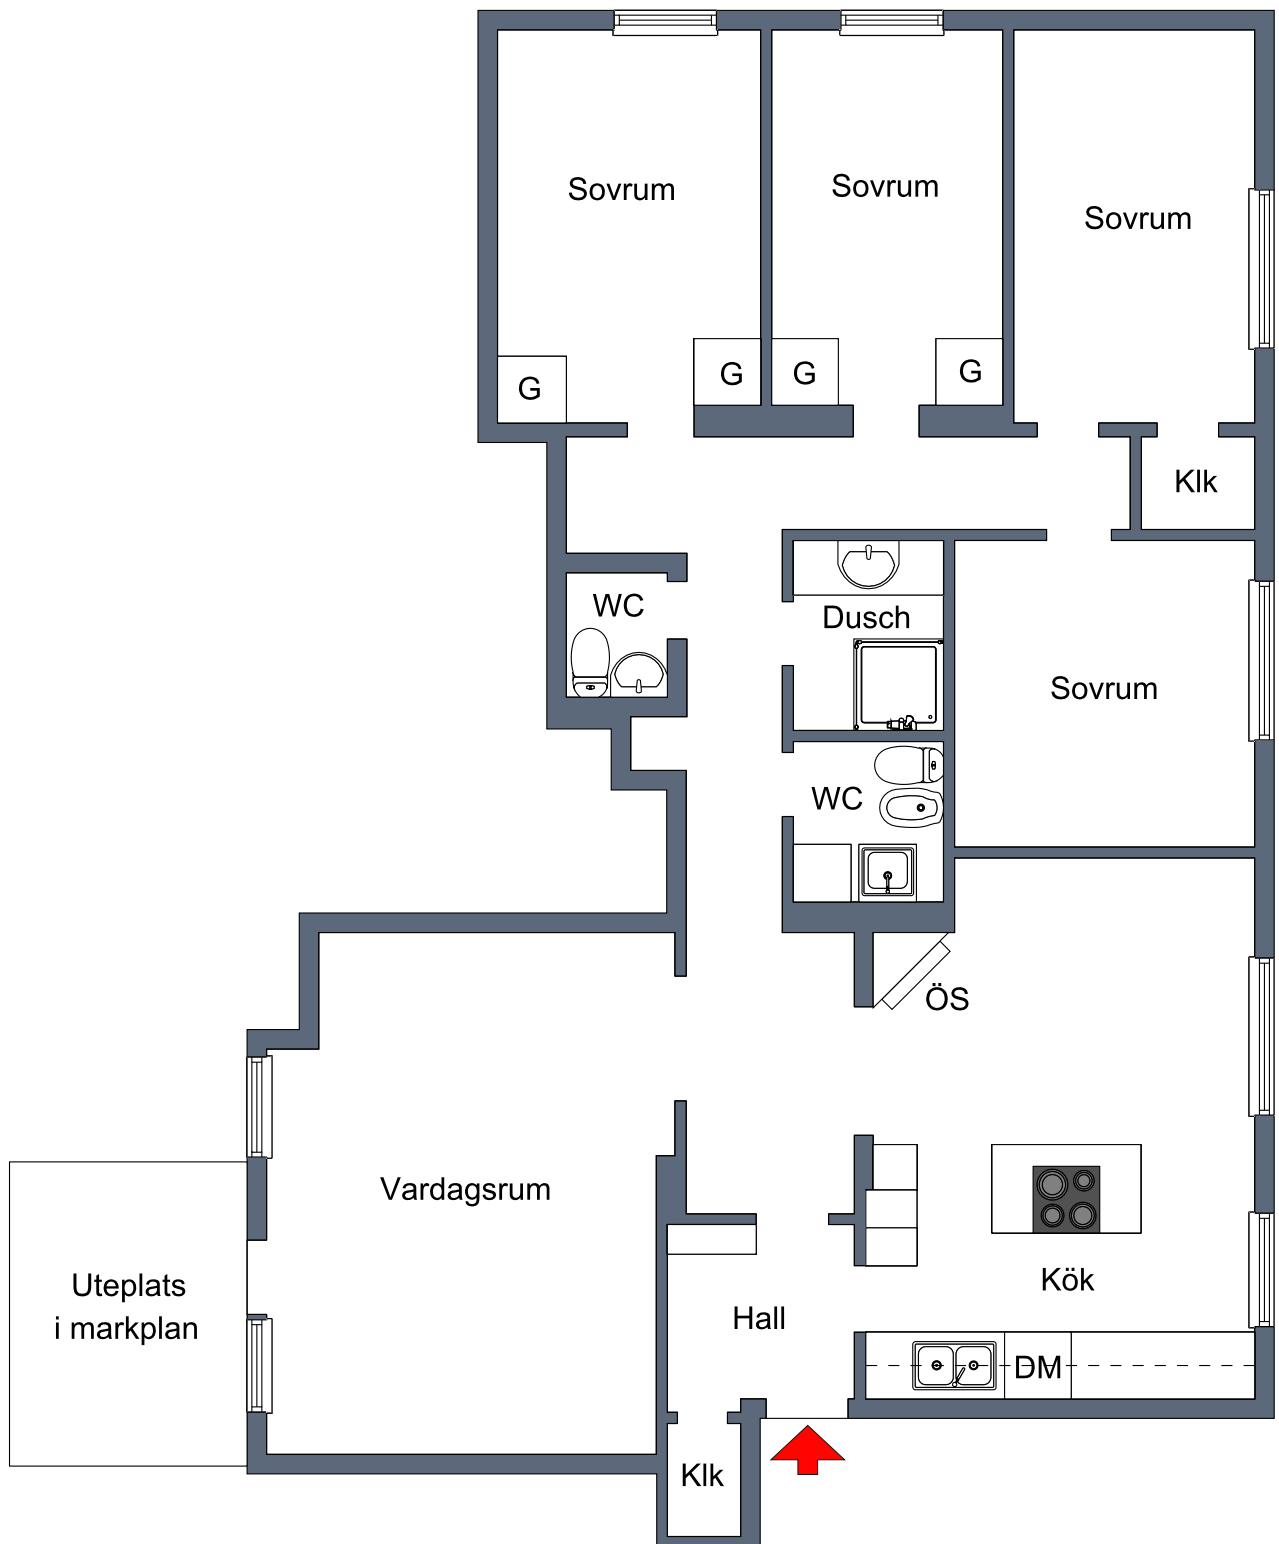 Sovrum
Sovrum
Sovrum
G
G
G
G
Klk
WC
Dusch
Sovrum
WC
ÖS
Vardagsrum
Uteplats
i markplan
Kök
Hall
DM
Klk